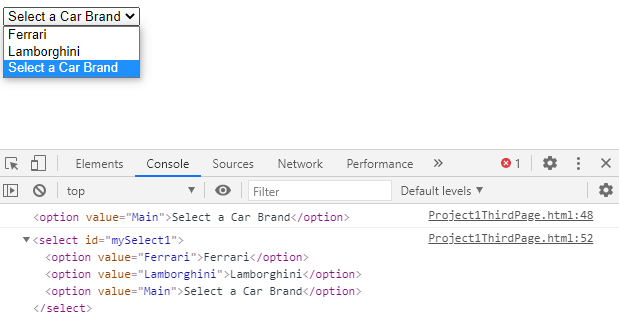 Select a Car Brand
Ferrari
Lamborghini
Select a Car Brand
Elements Console Sources Network Performance » 1
top Filter Default levels
<option value="Main">Select a Car Brand</option> Project1ThirdPage.html:48
<select id="mySelect1"> Project1ThirdPage.html:52
<option value="Ferrari">Ferrari</option>
<option value="Lamborghini">Lamborghini</option>
<option value="Main">Select a Car Brand</option>
</select>